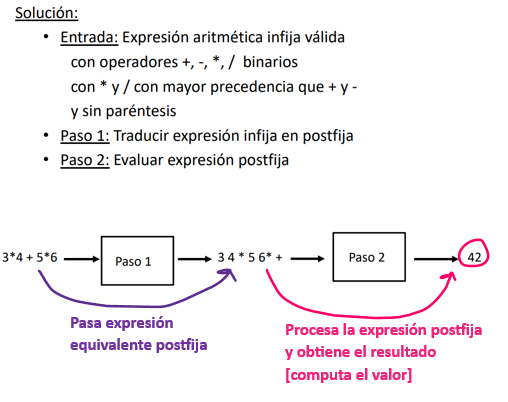 Solución:
• Entrada: Expresión aritmética infija válida
con operadores +, -, *, / binarios
con * y / con mayor precedencia que + y -
y sin paréntesis
• Paso 1: Traducir expresión infija en postfija
• Paso 2: Evaluar expresión postfija
3*4 + 5*6
Paso 1
3 4 * 5 6* +
Paso 2
42
Pasa expresión
equivalente postfija
Procesa la expresión postfija
y obtiene el resultado
[computa el valor]